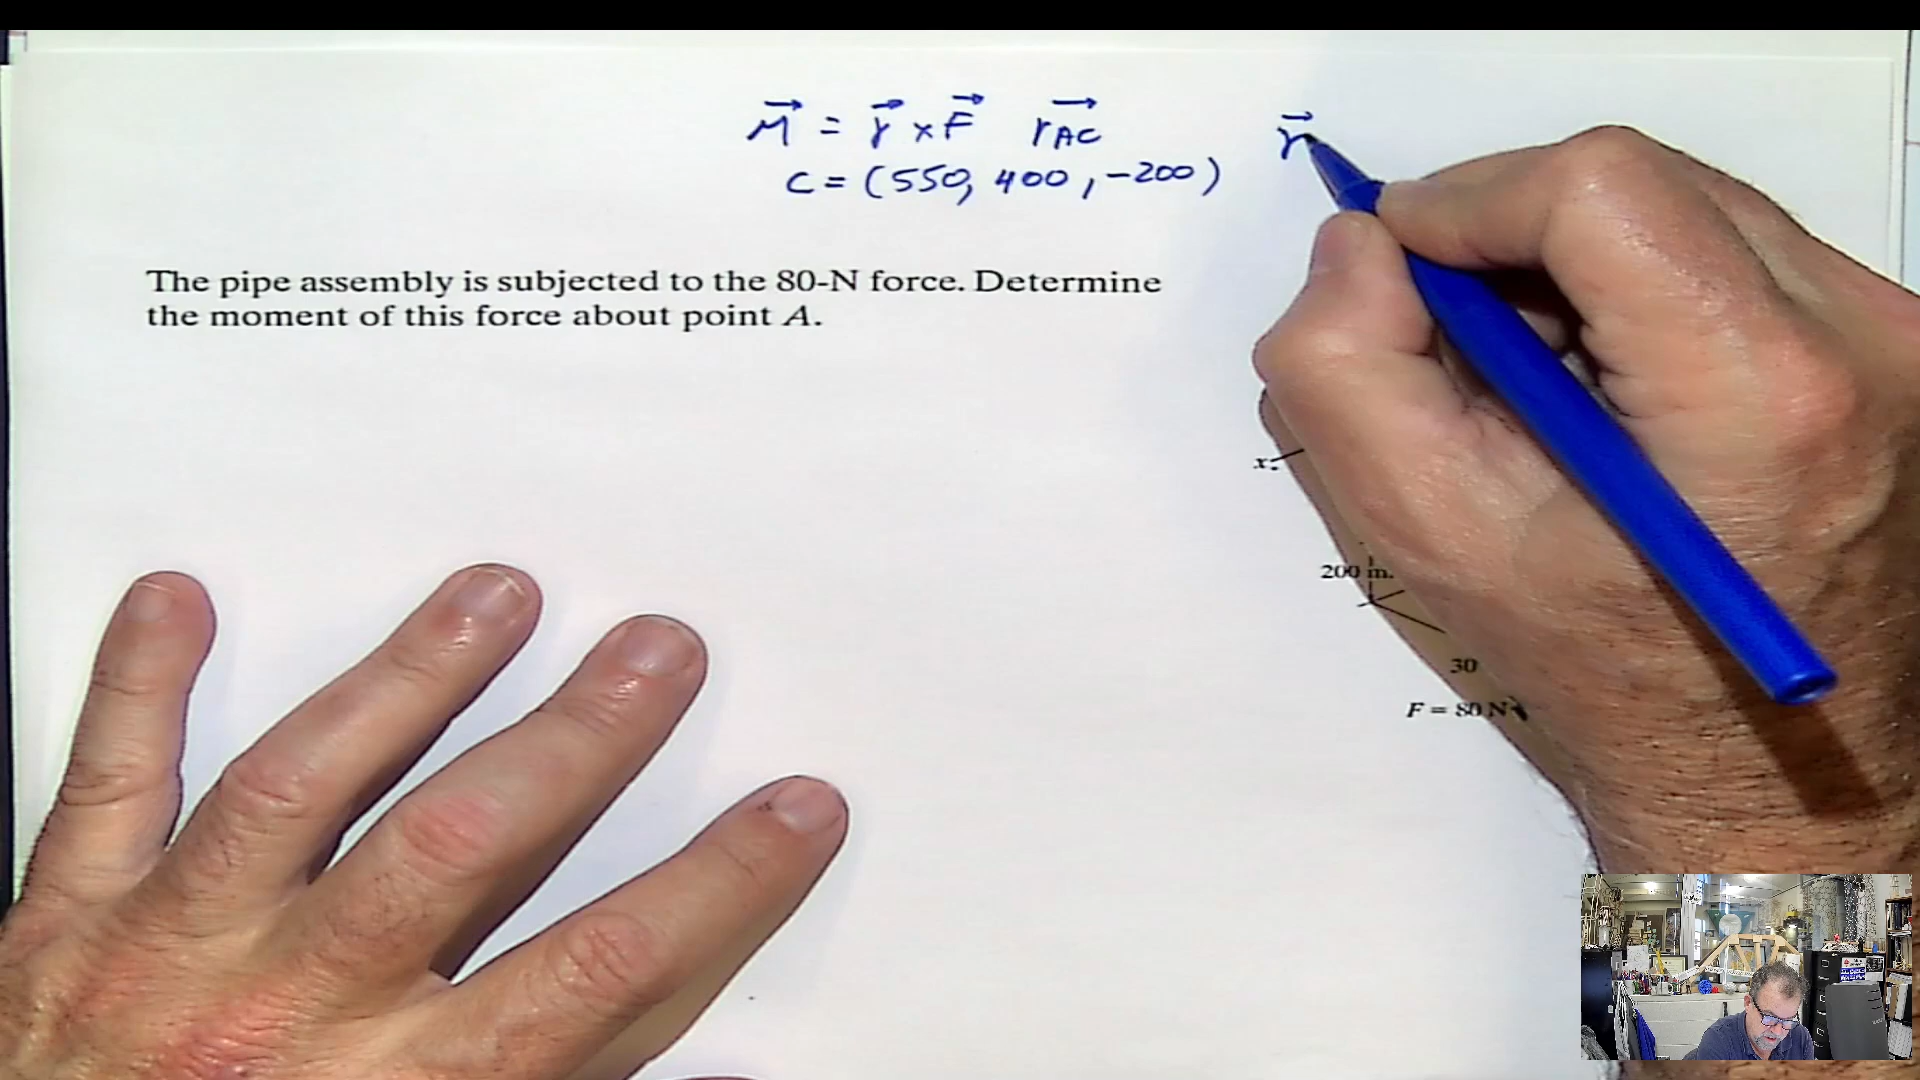 M = r × F rAC r
C = (550, 400, -200)
The pipe assembly is subjected to the 80-N force. Determine
the moment of this force about point A.
x
200 m.
30
F = 80 N